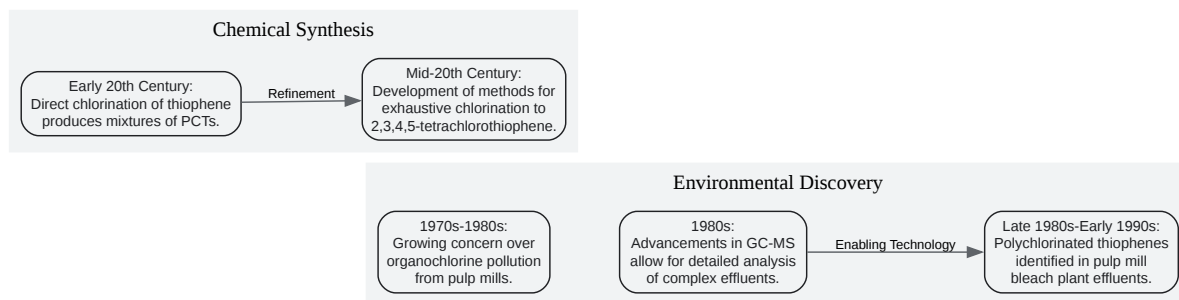 Chemical Synthesis
Early 20th Century:
Direct chlorination of thiophene
produces mixtures of PCTs.
Refinement
Mid-20th Century:
Development of methods for
exhaustive chlorination to
2,3,4,5-tetrachlorothiophene.
Environmental Discovery
1970s-1980s:
Growing concern over
organochlorine pollution
from pulp mills.
1980s:
Advancements in GC-MS
allow for detailed analysis
of complex effluents.
Enabling Technology
Late 1980s-Early 1990s:
Polychlorinated thiophenes
identified in pulp mill
bleach plant effluents.